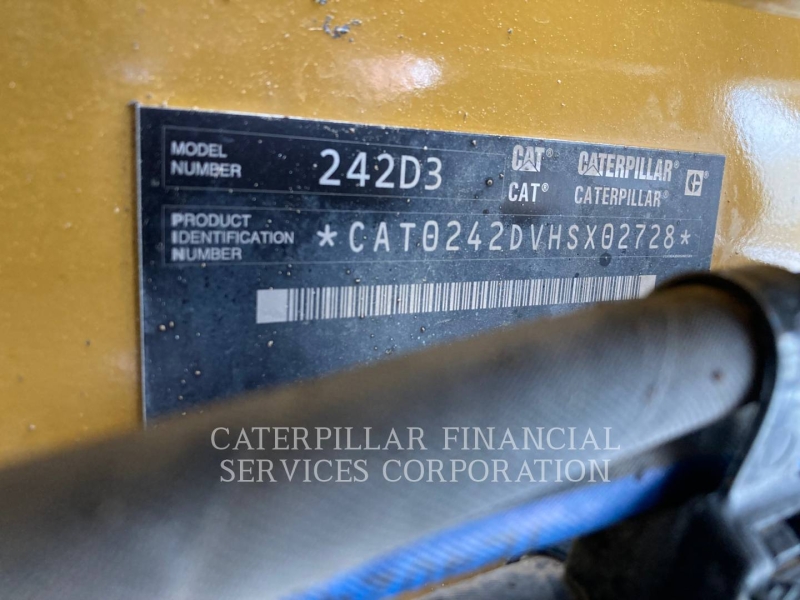 MODEL
NUMBER
242D3
CAT® CATERPILLAR®
CAT® CATERPILLAR®
PRODUCT
IDENTIFICATION
NUMBER
*CAT0242DVHSX02728*
CATERPILLAR FINANCIAL
SERVICES CORPORATION